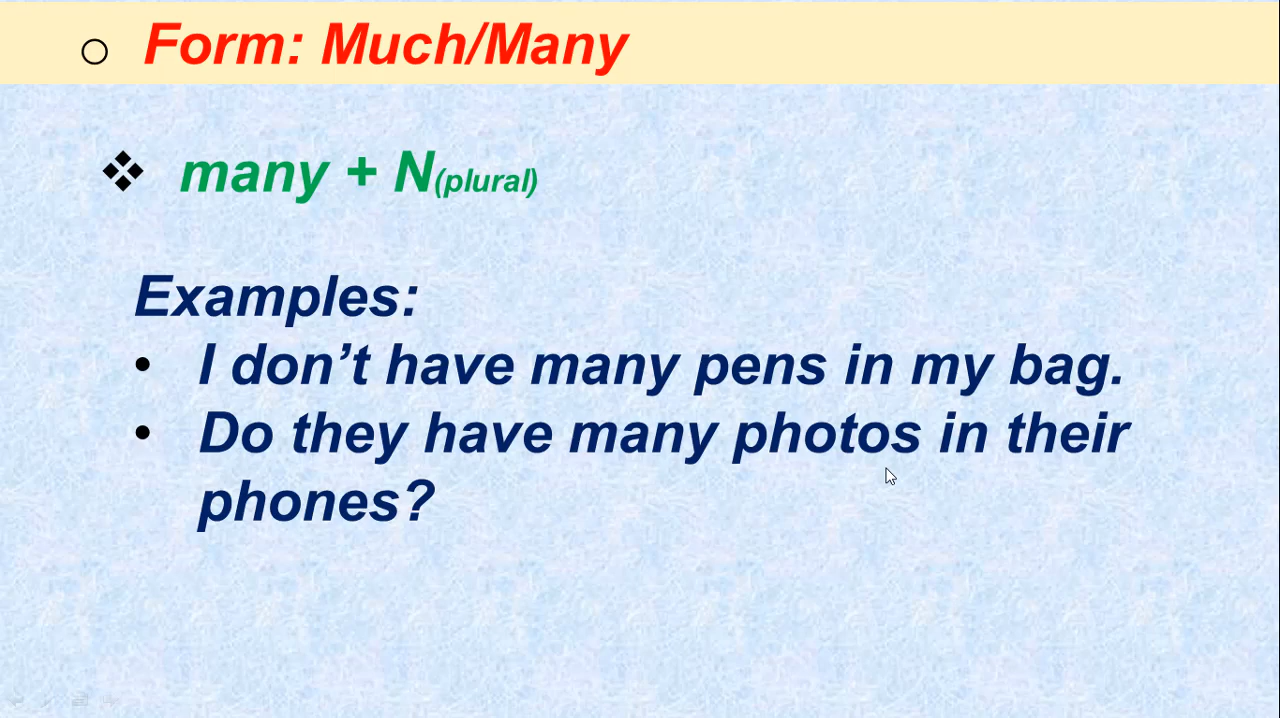 Form: Much/Many
many + N(plural)
Examples:
I don’t have many pens in my bag.
Do they have many photos in their
phones?